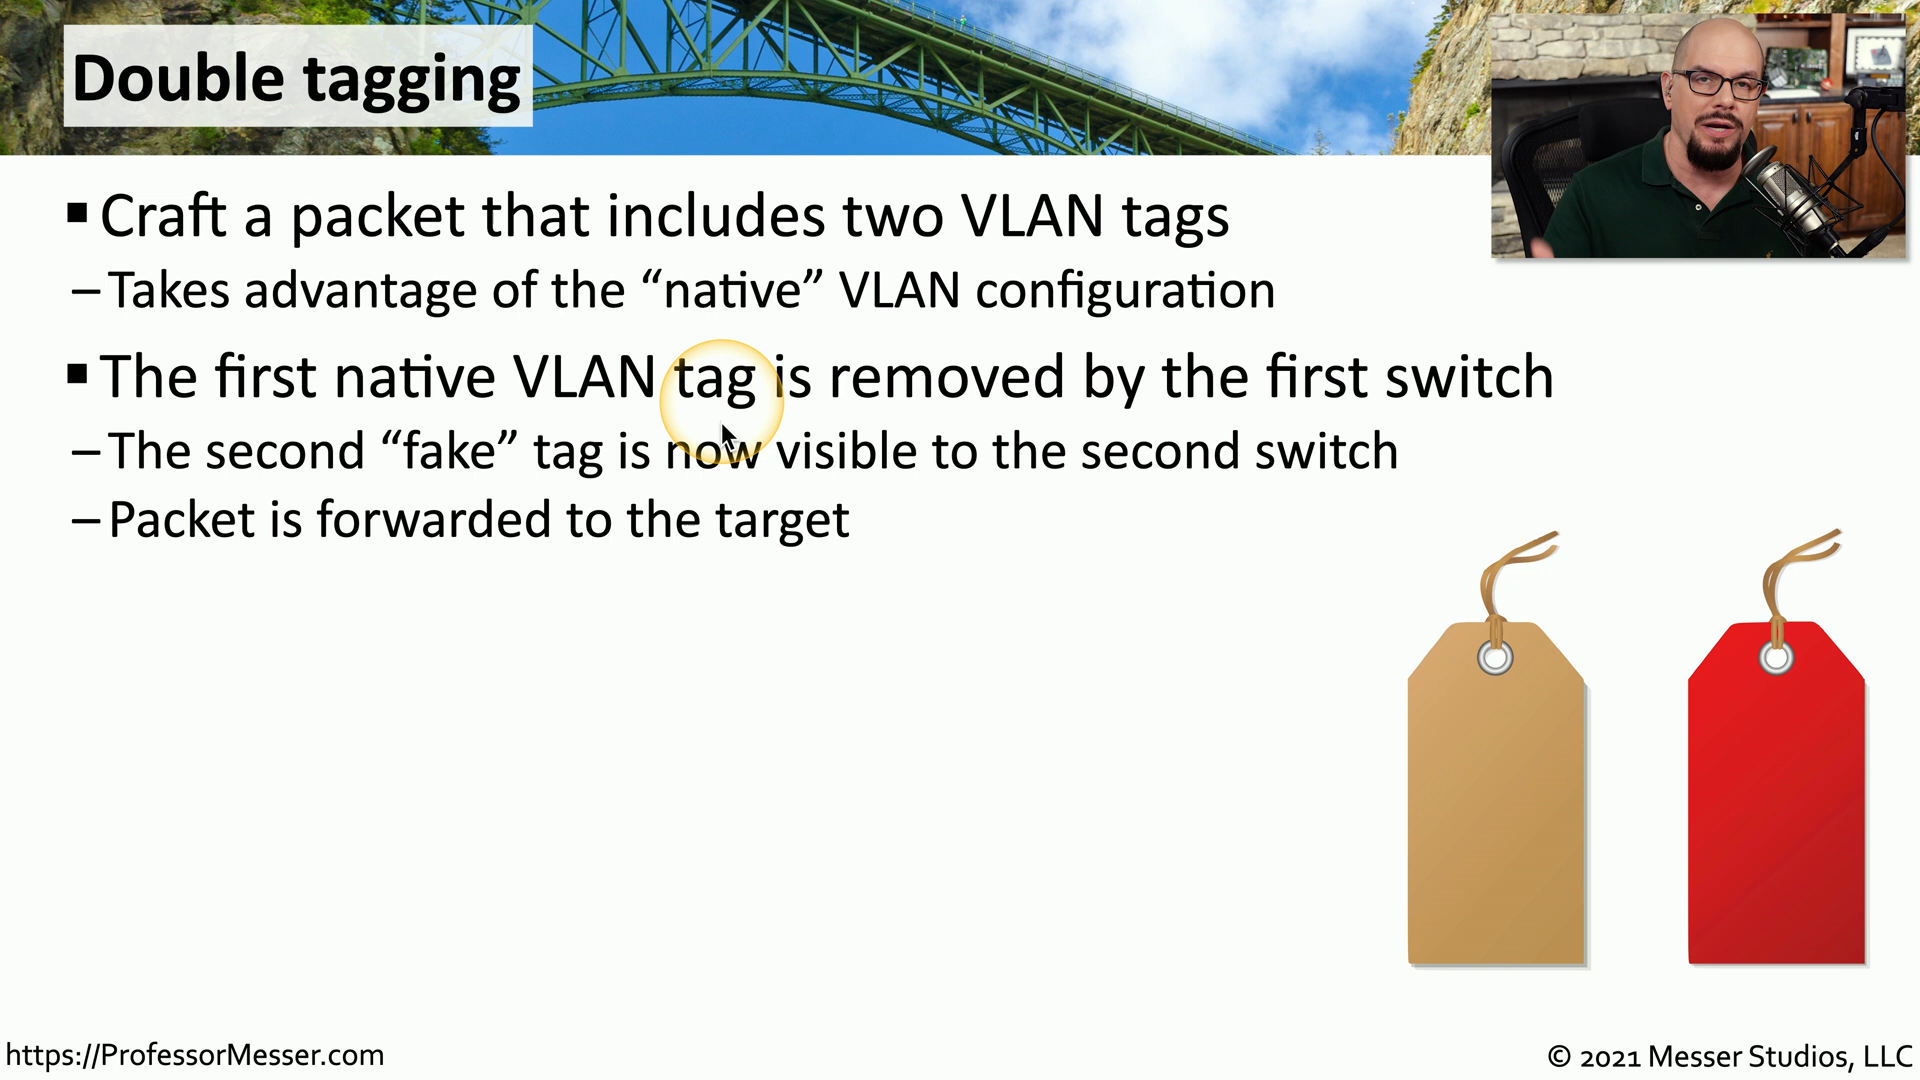 Double tagging
▪ Craft a packet that includes two VLAN tags
– Takes advantage of the “native” VLAN configuration
▪ The first native VLAN tag is removed by the first switch
– The second “fake” tag is now visible to the second switch
– Packet is forwarded to the target
https://ProfessorMesser.com
© 2021 Messer Studios, LLC